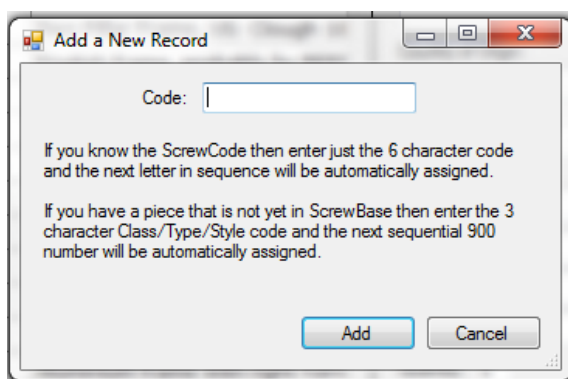 Add a New Record
Code:
If you know the ScrewCode then enter just the 6 character code
and the next letter in sequence will be automatically assigned.
If you have a piece that is not yet in ScrewBase then enter the 3
character Class/Type/Style code and the next sequential 900
number will be automatically assigned.
Add
Cancel